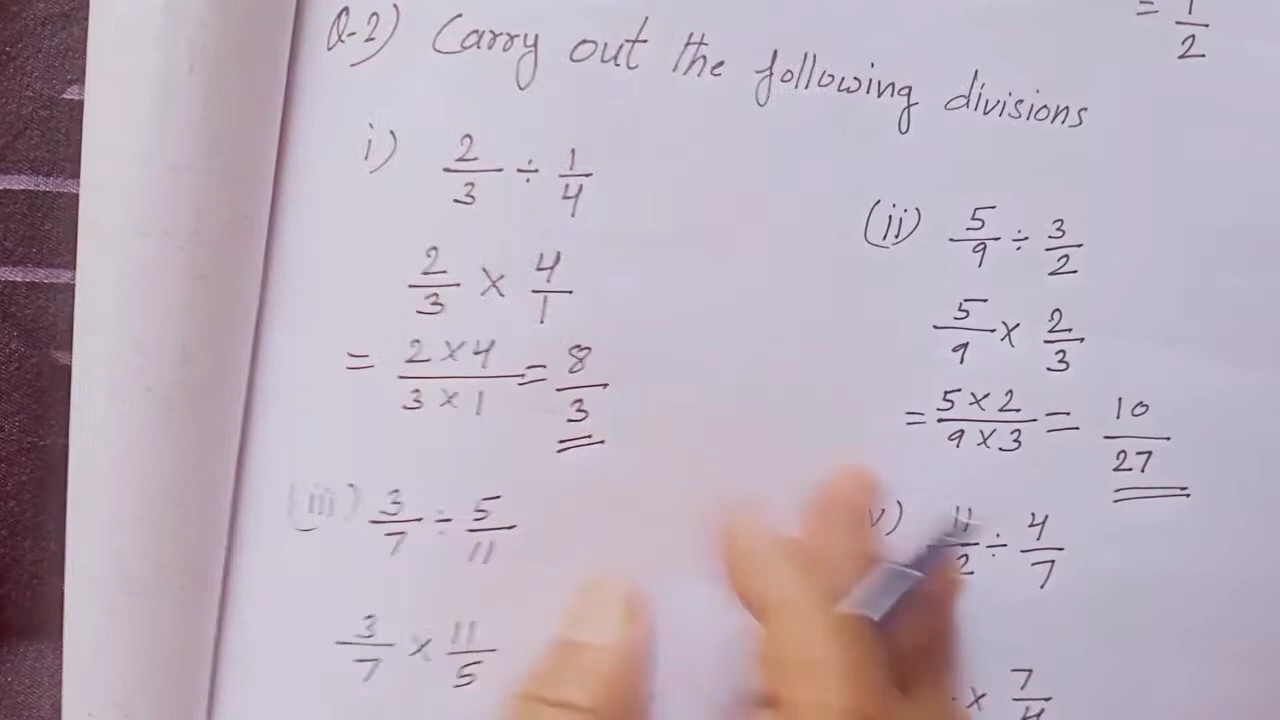 = 1/2
Q-2) Carry out the following divisions
i) 2/3 ÷ 1/4
2/3 × 4/1
= 2×4/3×1 = 8/3
(ii) 5/9 ÷ 3/2
5/9 × 2/3
= 5×2/9×3 = 10/27
(iii) 3/7 ÷ 5/11
3/7 × 11/5
v) 11/2 ÷ 4/7
× 7/4